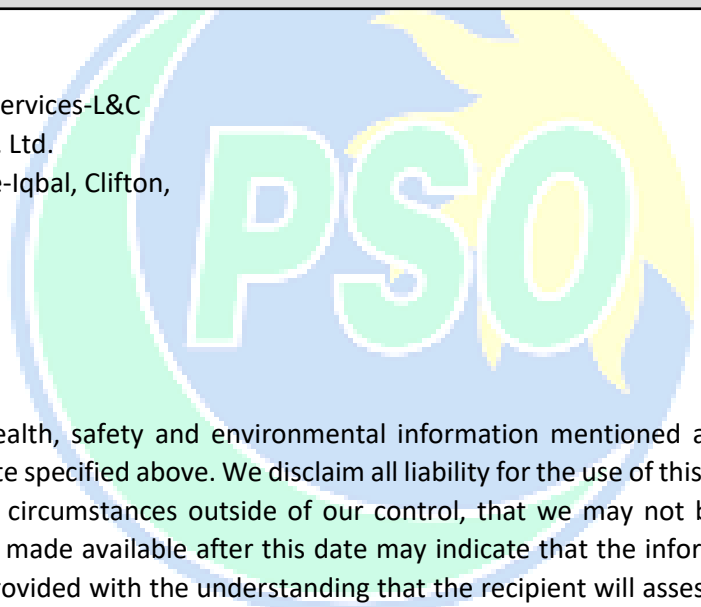 ervices-L&C
Ltd.
-Iqbal, Clifton,
PSO
ealth, safety and environmental information mentioned a
te specified above. We disclaim all liability for the use of this
circumstances outside of our control, that we may not b
made available after this date may indicate that the infor
rovided with the understanding that the recipient will asses